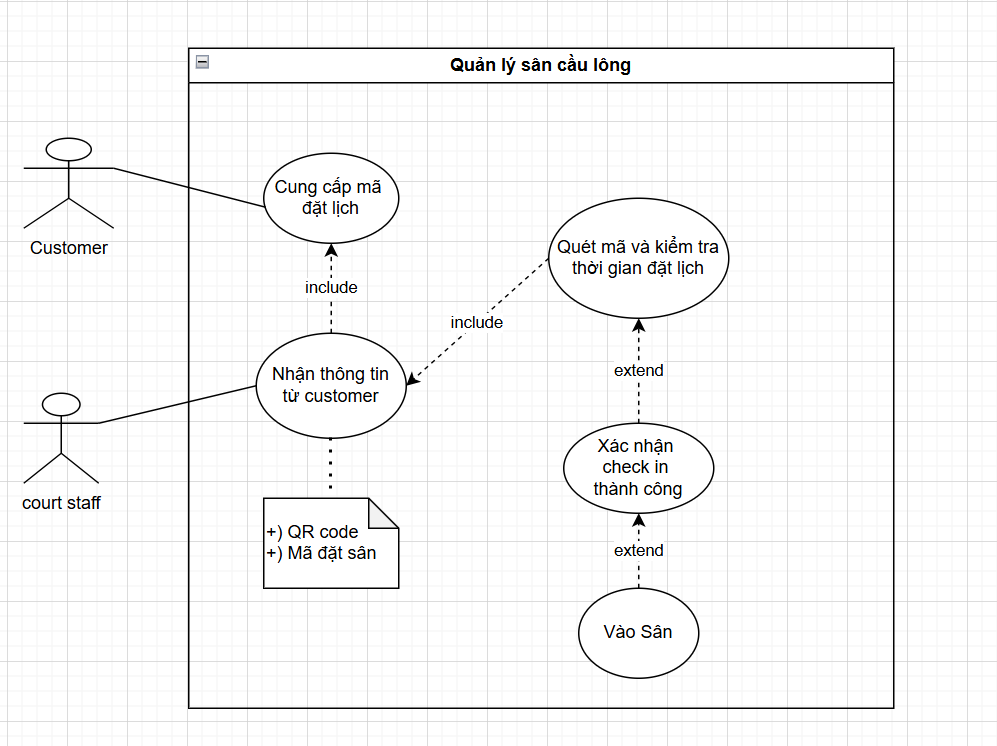 Quản lý sân cầu lông
Customer
Cung cấp mã
đặt lịch
include
Quét mã và kiểm tra
thời gian đặt lịch
include
extend
Nhận thông tin
từ customer
court staff
Xác nhận
check in
thành công
+) QR code
+) Mã đặt sân
extend
Vào Sân